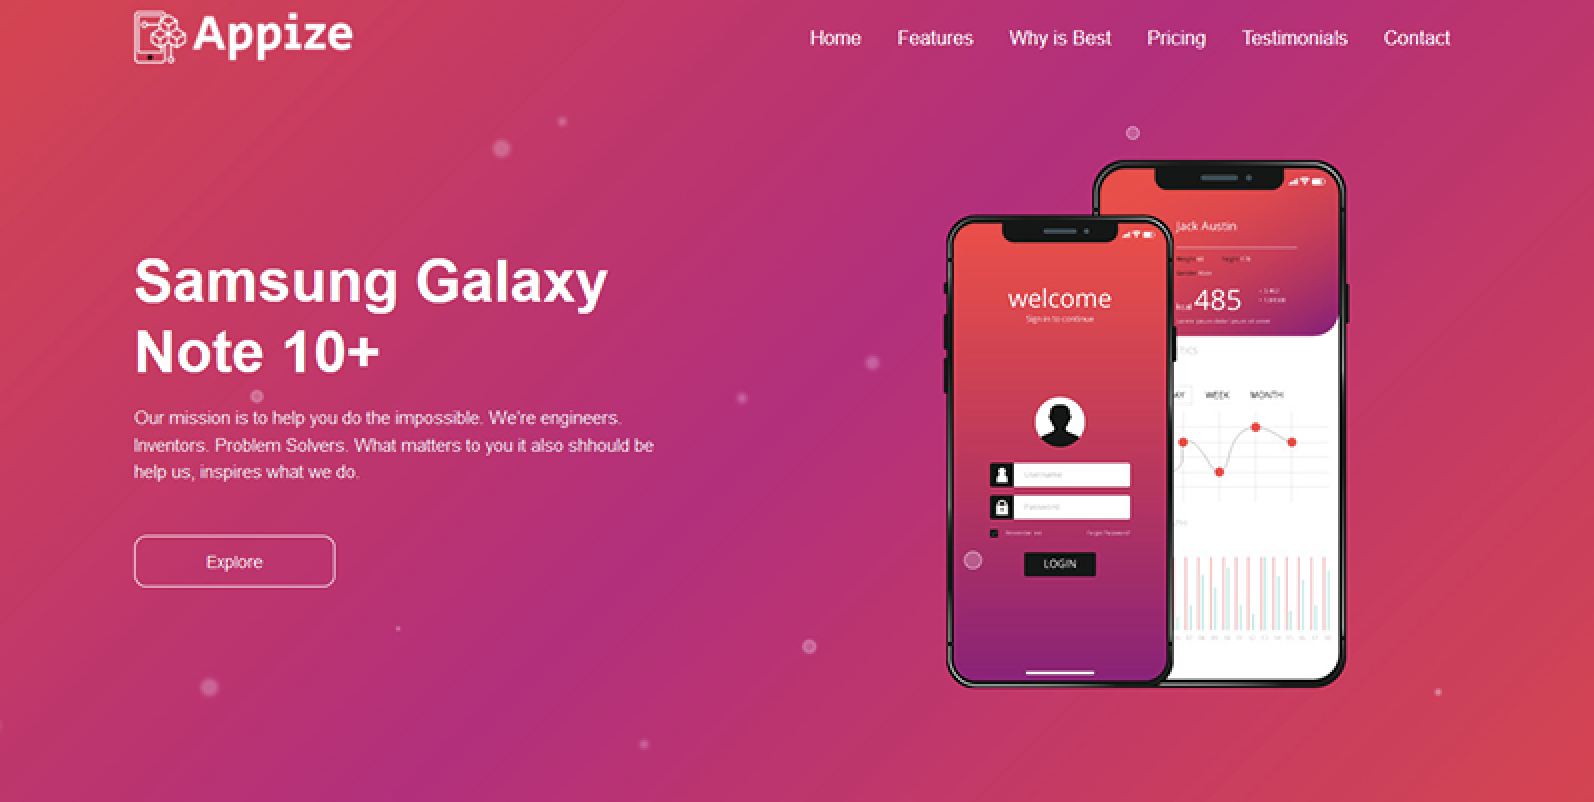 Appize
Home Features Why is Best Pricing Testimonials Contact
Samsung Galaxy
Note 10+
Our mission is to help you do the impossible. We're engineers.
Inventors. Problem Solvers. What matters to you it also shhould be
help us, inspires what we do.
Explore
welcome
Sign in to continue
Username
Password
Remember me Forgot Password?
LOGIN
Jack Austin
kcal 485
TICS
AY WEEK MONTH